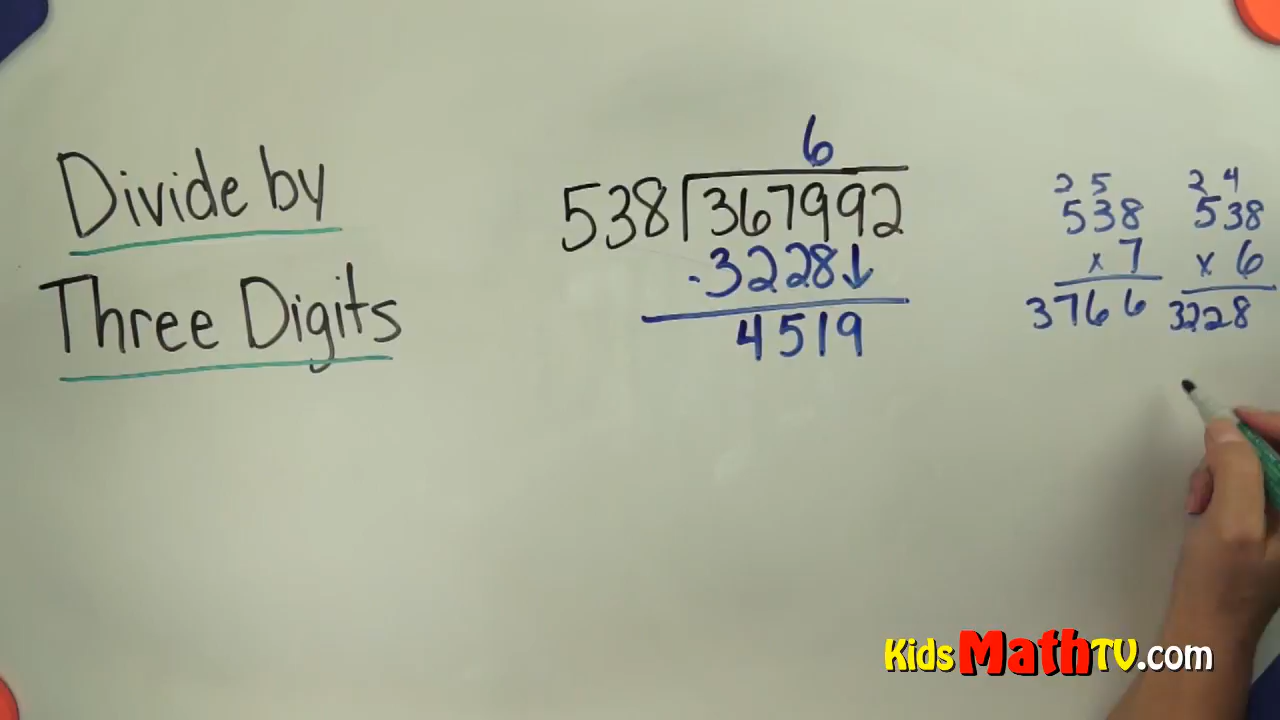 Divide by
Three Digits
6
538 367992
-3228↓
4519
2 5
538
x 7
3766
2 4
538
x 6
3228
KidsMathTV.com